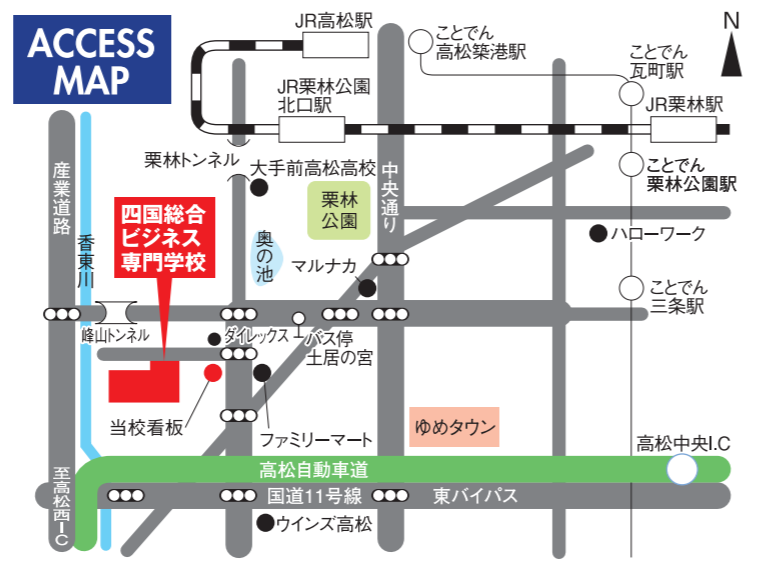 ACCESS
MAP
JR高松駅
ことでん
高松築港駅
N
ことでん
瓦町駅
JR栗林公園
北口駅
JR栗林駅
栗林トンネル
大手前高松高校
ことでん
栗林公園駅
産業道路
中央通り
栗林
公園
四国総合
ビジネス
専門学校
香東川
奥の池
ハローワーク
マルナカ
ことでん
三条駅
峰山トンネル
ダイレックス
バス停
土居の宮
当校看板
ファミリーマート
ゆめタウン
高松中央I.C
高松自動車道
至高松西IC
国道11号線
東バイパス
ウインズ高松